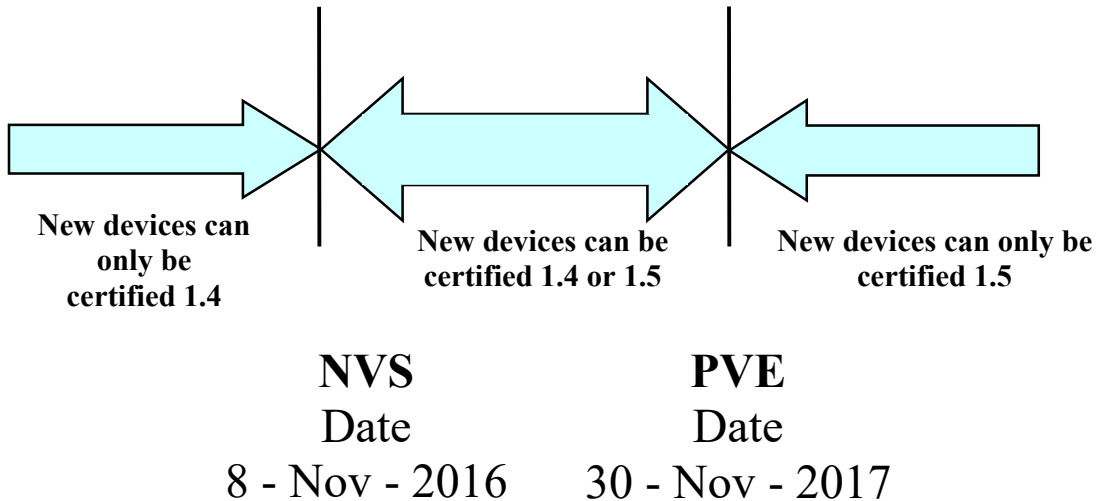 New devices can
only be
certified 1.4
New devices can be
certified 1.4 or 1.5
New devices can only be
certified 1.5
NVS
Date
8 - Nov - 2016
PVE
Date
30 - Nov - 2017